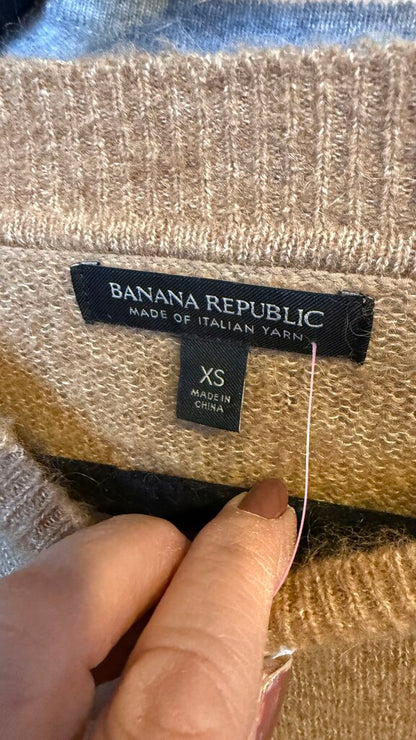 BANANA REPUBLIC
MADE OF ITALIAN YARN
XS
MADE IN
CHINA